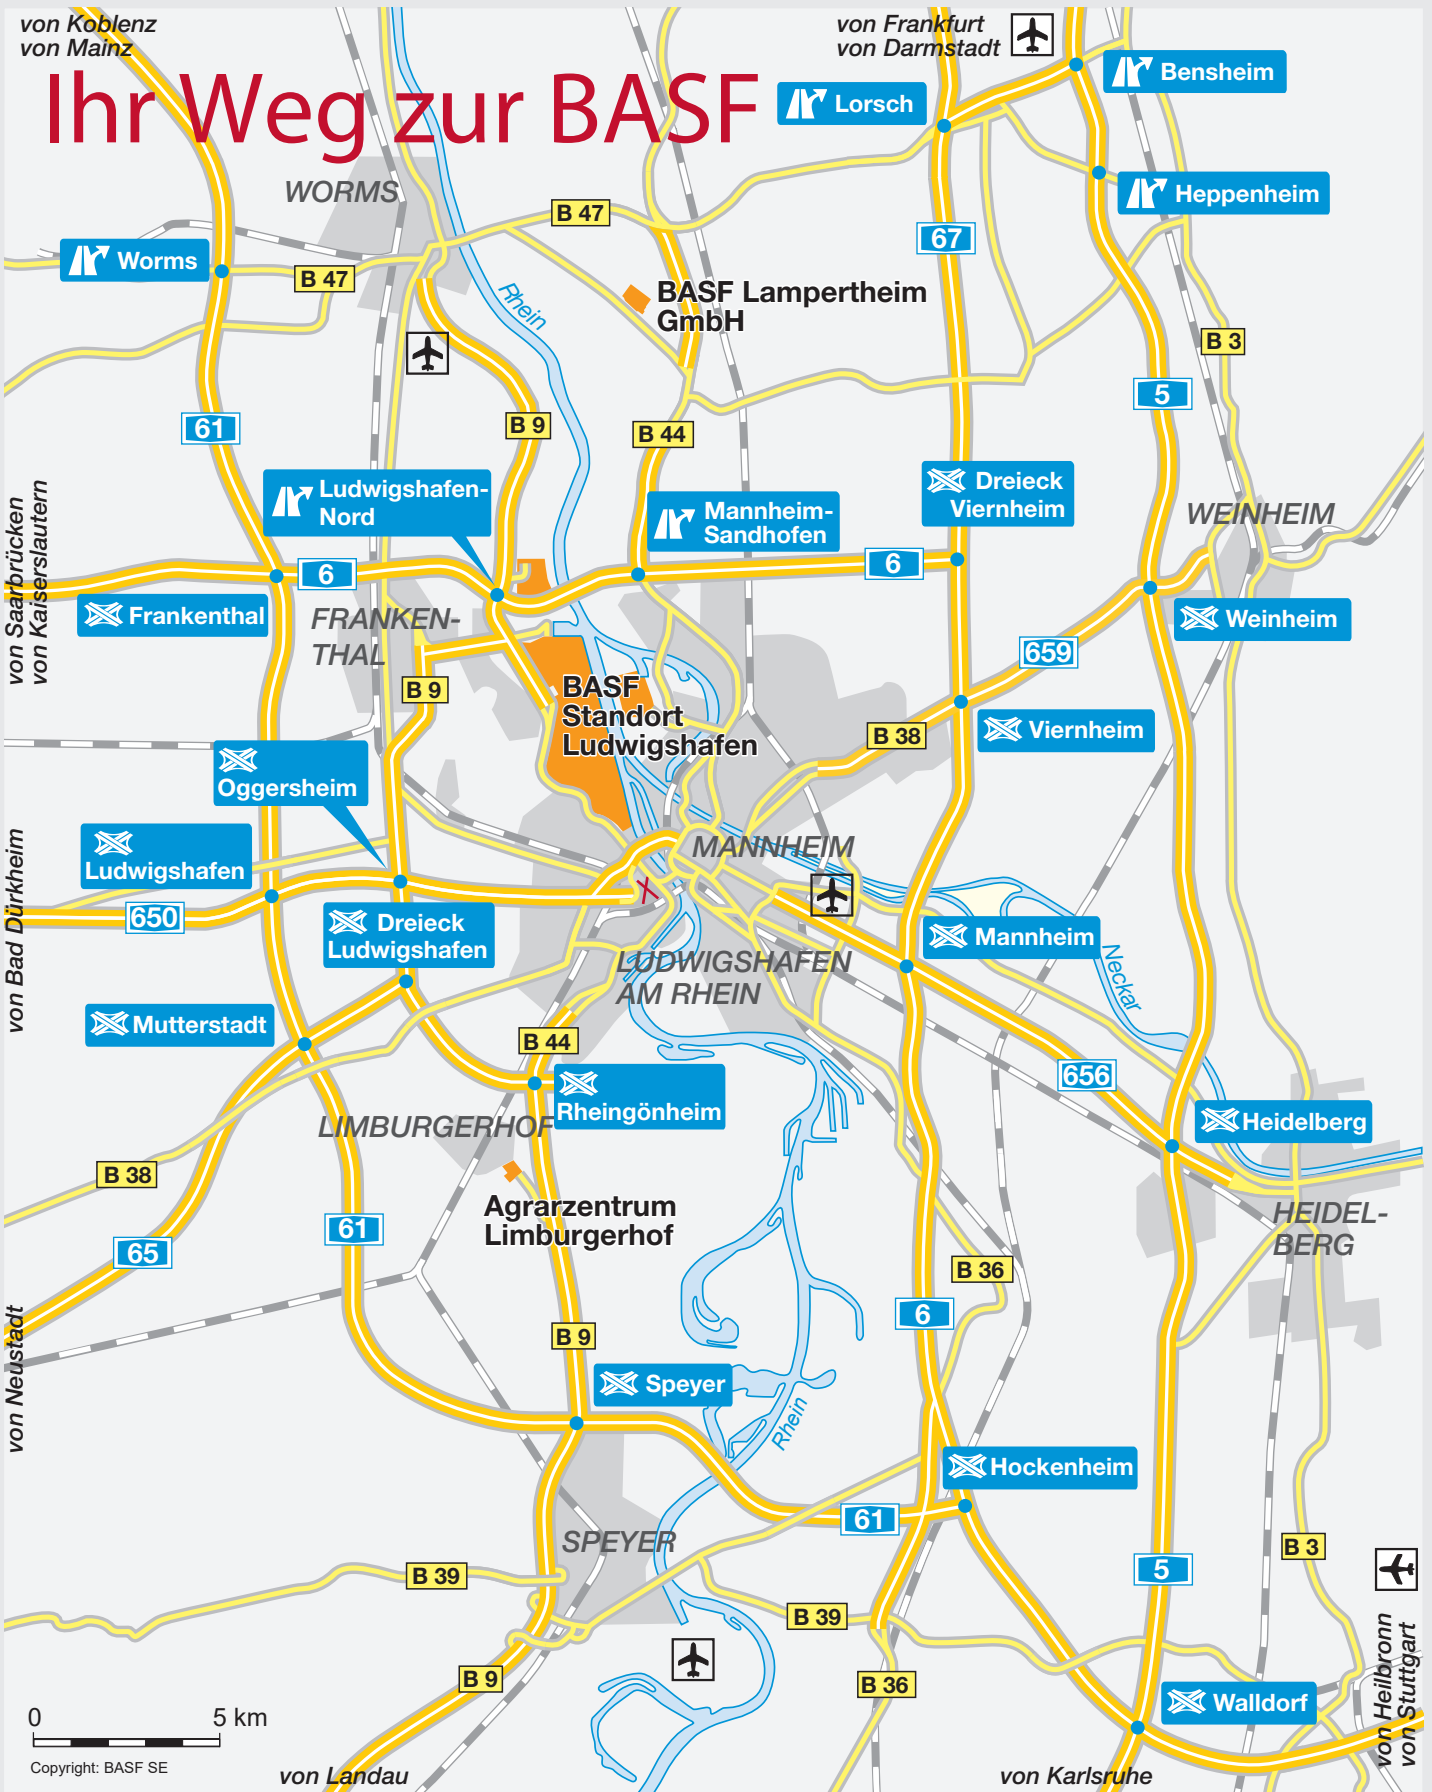 von Koblenz
von Mainz
von Frankfurt
von Darmstadt
Ihr Weg zur BASF
Bensheim
Lorsch
WORMS
Heppenheim
B 47
67
Worms
B 47
Rhein
BASF Lampertheim
GmbH
B 3
5
61
B 9
B 44
Ludwigshafen-
Nord
Mannheim-
Sandhofen
Dreieck
Viernheim
WEINHEIM
von Saarbrücken
von Kaiserslautern
6
6
Frankenthal
FRANKEN-
THAL
Weinheim
659
B 9
BASF
Standort
Ludwigshafen
B 38
Viernheim
Oggersheim
Ludwigshafen
MANNHEIM
650
von Bad Dürkheim
Dreieck
Ludwigshafen
Mannheim
LUDWIGSHAFEN
AM RHEIN
Neckar
Mutterstadt
B 44
656
Rheingönheim
LIMBURGERHOF
Heidelberg
B 38
Agrarzentrum
Limburgerhof
HEIDEL-
BERG
61
65
B 36
6
B 9
von Neustadt
Speyer
Rhein
Hockenheim
61
SPEYER
B 3
B 39
5
B 39
von Heilbronn
von Stuttgart
B 9
B 36
Walldorf
0 5 km
Copyright: BASF SE
von Landau
von Karlsruhe